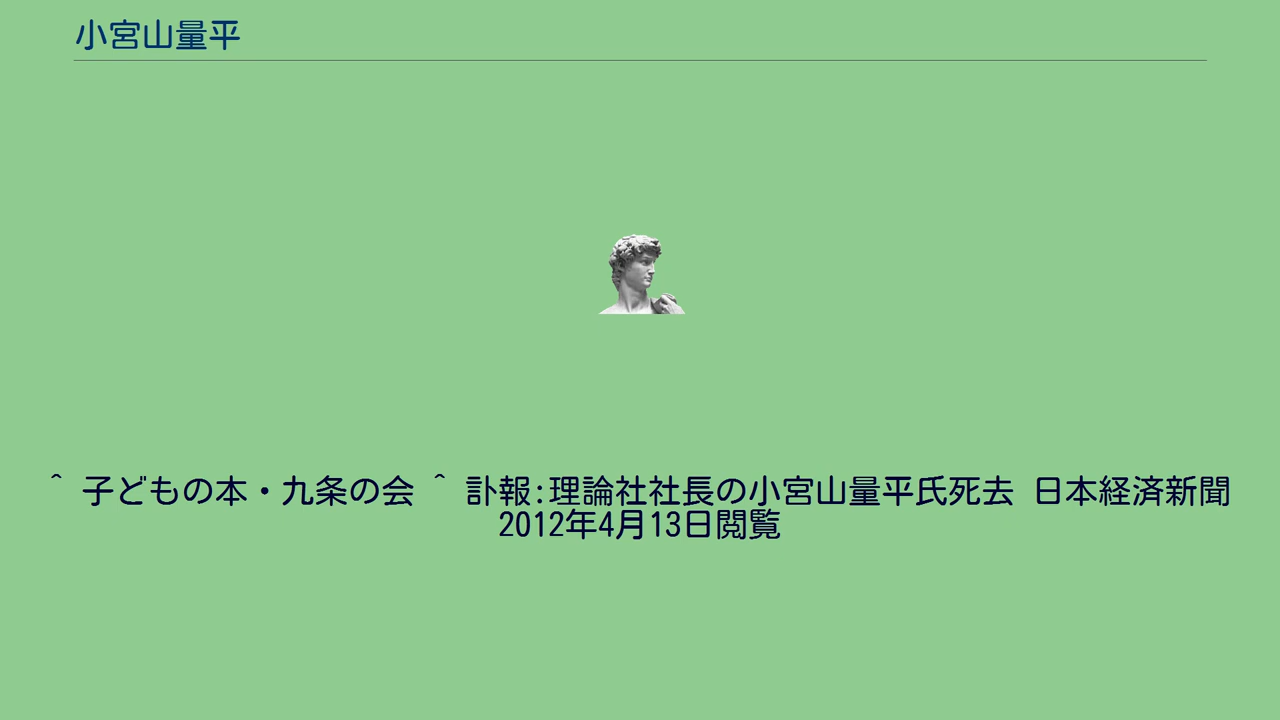 小宮山量平
^ 子どもの本・九条の会 ^ 訃報:理論社社長の小宮山量平氏死去 日本経済新聞
2012年4月13日閲覧